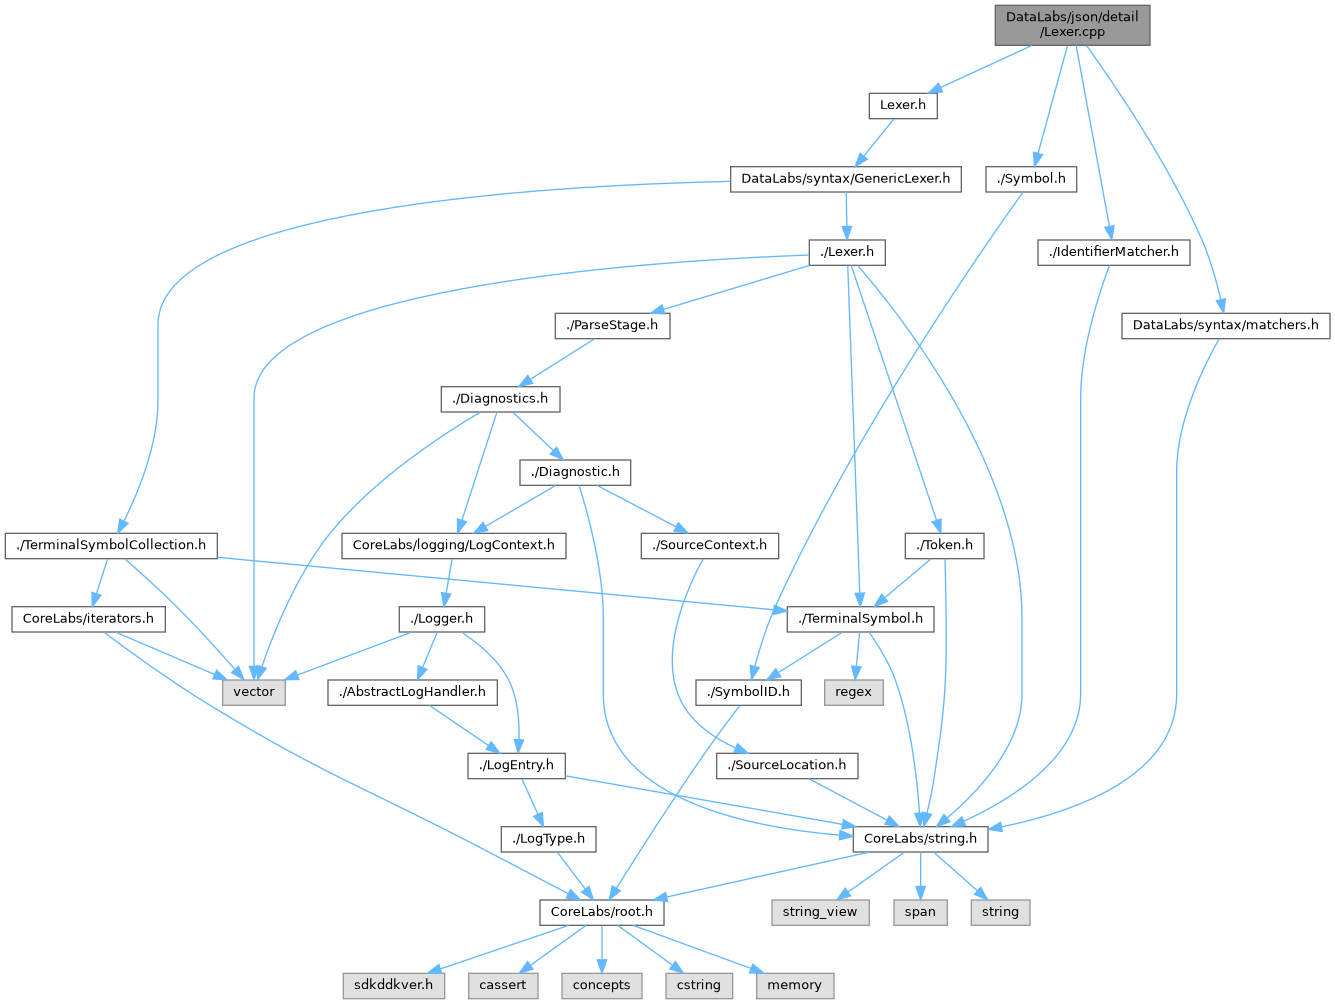 DataLabs/json/detail
/Lexer.cpp
Lexer.h
DataLabs/syntax/GenericLexer.h
./Symbol.h
./Lexer.h
./IdentifierMatcher.h
./ParseStage.h
DataLabs/syntax/matchers.h
./Diagnostics.h
./Diagnostic.h
./TerminalSymbolCollection.h
CoreLabs/logging/LogContext.h
./SourceContext.h
./Token.h
CoreLabs/iterators.h
./Logger.h
./TerminalSymbol.h
vector
./AbstractLogHandler.h
./SymbolID.h
regex
./LogEntry.h
./SourceLocation.h
./LogType.h
CoreLabs/string.h
CoreLabs/root.h
string_view
span
string
sdkddkver.h
cassert
concepts
cstring
memory